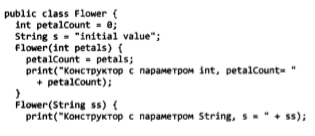 public class Flower {
int petalCount = 0;
String s = "initial value";
Flower(int petals) {
petalCount = petals;
print("Конструктор с параметром int, petalCount= "
+ petalCount);
}
Flower(String ss) {
print("Конструктор с параметром String, s = " + ss);